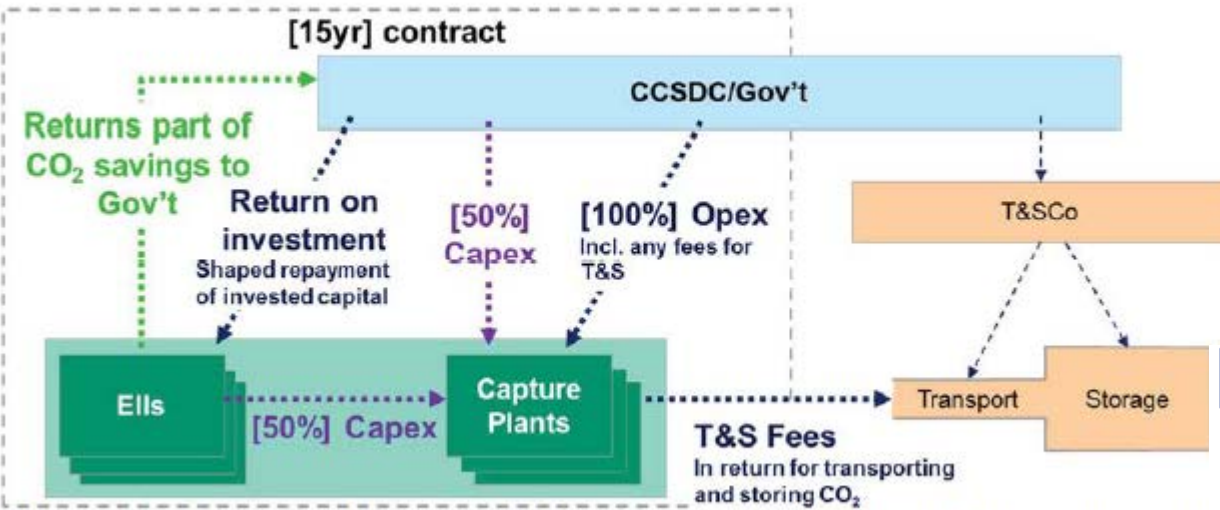 [15yr] contract
CCSDC/Gov't
Returns part of
CO₂ savings to
Gov't
Return on
investment
Shaped repayment
of invested capital
[50%]
Capex
[100%] Opex
Incl. any fees for
T&S
T&SCo
EIIs
[50%] Capex
Capture
Plants
T&S Fees
In return for transporting
and storing CO₂
Transport
Storage